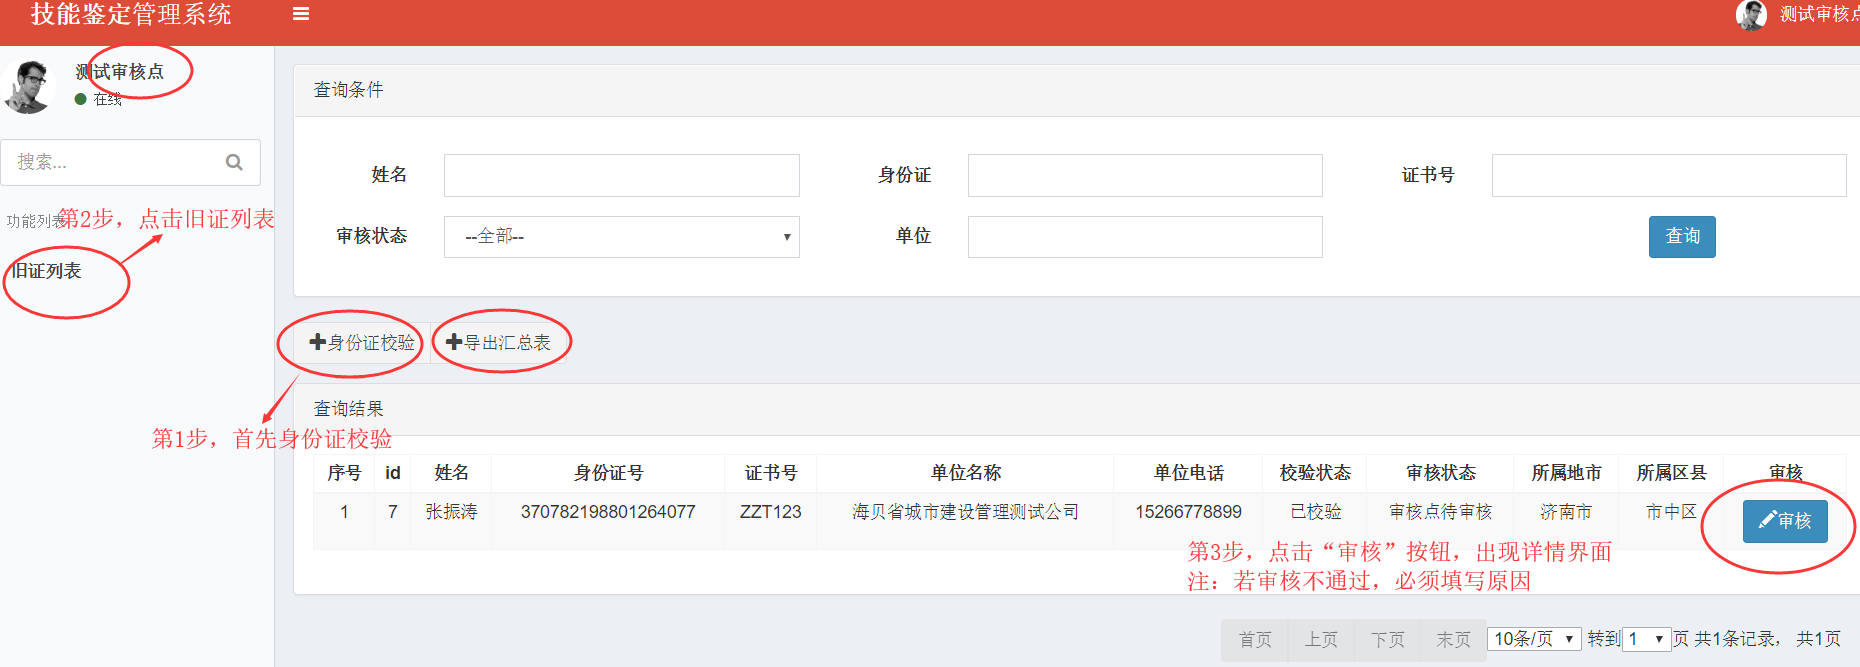 技能鉴定管理系统
测试审核点
测试审核点
在线
搜索...
功能列表
第2步，点击旧证列表
旧证列表
查询条件
姓名
身份证
证书号
审核状态
--全部--
单位
查询
身份证校验
导出汇总表
第1步，首先身份证校验
查询结果
序号 id 姓名 身份证号 证书号 单位名称 单位电话 校验状态 审核状态 所属地市 所属区县 审核
1 7 张振涛 370782198801264077 ZZT123 海贝省城市建设管理测试公司 15266778899 已校验 审核点待审核 济南市 市中区 审核
第3步，点击“审核”按钮，出现详情界面
注：若审核不通过，必须填写原因
首页 上页 下页 末页 10条/页 转到 1 页 共1条记录， 共1页